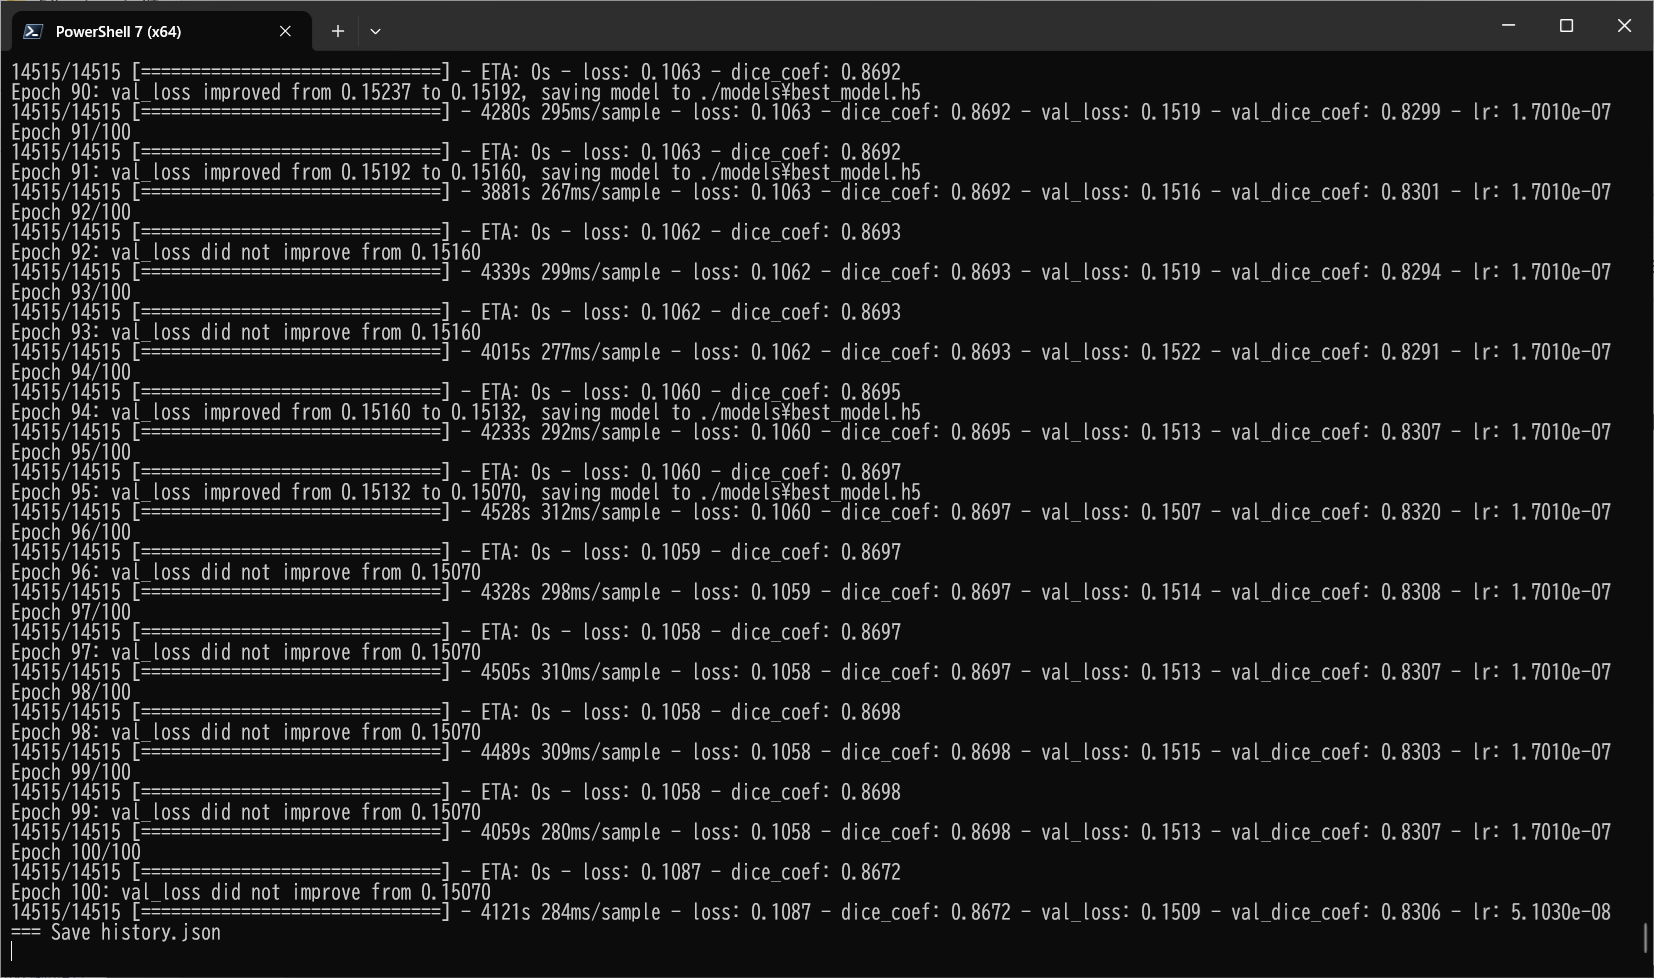 PowerShell 7 (x64)
14515/14515 [==============================] - ETA: 0s - loss: 0.1063 - dice_coef: 0.8692
Epoch 90: val_loss improved from 0.15237 to 0.15192, saving model to ./models¥best_model.h5
14515/14515 [==============================] - 4280s 295ms/sample - loss: 0.1063 - dice_coef: 0.8692 - val_loss: 0.1519 - val_dice_coef: 0.8299 - lr: 1.7010e-07
Epoch 91/100
14515/14515 [==============================] - ETA: 0s - loss: 0.1063 - dice_coef: 0.8692
Epoch 91: val_loss improved from 0.15192 to 0.15160, saving model to ./models¥best_model.h5
14515/14515 [==============================] - 3881s 267ms/sample - loss: 0.1063 - dice_coef: 0.8692 - val_loss: 0.1516 - val_dice_coef: 0.8301 - lr: 1.7010e-07
Epoch 92/100
14515/14515 [==============================] - ETA: 0s - loss: 0.1062 - dice_coef: 0.8693
Epoch 92: val_loss did not improve from 0.15160
14515/14515 [==============================] - 4339s 299ms/sample - loss: 0.1062 - dice_coef: 0.8693 - val_loss: 0.1519 - val_dice_coef: 0.8294 - lr: 1.7010e-07
Epoch 93/100
14515/14515 [==============================] - ETA: 0s - loss: 0.1062 - dice_coef: 0.8693
Epoch 93: val_loss did not improve from 0.15160
14515/14515 [==============================] - 4015s 277ms/sample - loss: 0.1062 - dice_coef: 0.8693 - val_loss: 0.1522 - val_dice_coef: 0.8291 - lr: 1.7010e-07
Epoch 94/100
14515/14515 [==============================] - ETA: 0s - loss: 0.1060 - dice_coef: 0.8695
Epoch 94: val_loss improved from 0.15160 to 0.15132, saving model to ./models¥best_model.h5
14515/14515 [==============================] - 4233s 292ms/sample - loss: 0.1060 - dice_coef: 0.8695 - val_loss: 0.1513 - val_dice_coef: 0.8307 - lr: 1.7010e-07
Epoch 95/100
14515/14515 [==============================] - ETA: 0s - loss: 0.1060 - dice_coef: 0.8697
Epoch 95: val_loss improved from 0.15132 to 0.15070, saving model to ./models¥best_model.h5
14515/14515 [==============================] - 4528s 312ms/sample - loss: 0.1060 - dice_coef: 0.8697 - val_loss: 0.1507 - val_dice_coef: 0.8320 - lr: 1.7010e-07
Epoch 96/100
14515/14515 [==============================] - ETA: 0s - loss: 0.1059 - dice_coef: 0.8697
Epoch 96: val_loss did not improve from 0.15070
14515/14515 [==============================] - 4328s 298ms/sample - loss: 0.1059 - dice_coef: 0.8697 - val_loss: 0.1514 - val_dice_coef: 0.8308 - lr: 1.7010e-07
Epoch 97/100
14515/14515 [==============================] - ETA: 0s - loss: 0.1058 - dice_coef: 0.8697
Epoch 97: val_loss did not improve from 0.15070
14515/14515 [==============================] - 4505s 310ms/sample - loss: 0.1058 - dice_coef: 0.8697 - val_loss: 0.1513 - val_dice_coef: 0.8307 - lr: 1.7010e-07
Epoch 98/100
14515/14515 [==============================] - ETA: 0s - loss: 0.1058 - dice_coef: 0.8698
Epoch 98: val_loss did not improve from 0.15070
14515/14515 [==============================] - 4489s 309ms/sample - loss: 0.1058 - dice_coef: 0.8698 - val_loss: 0.1515 - val_dice_coef: 0.8303 - lr: 1.7010e-07
Epoch 99/100
14515/14515 [==============================] - ETA: 0s - loss: 0.1058 - dice_coef: 0.8698
Epoch 99: val_loss did not improve from 0.15070
14515/14515 [==============================] - 4059s 280ms/sample - loss: 0.1058 - dice_coef: 0.8698 - val_loss: 0.1513 - val_dice_coef: 0.8307 - lr: 1.7010e-07
Epoch 100/100
14515/14515 [==============================] - ETA: 0s - loss: 0.1087 - dice_coef: 0.8672
Epoch 100: val_loss did not improve from 0.15070
14515/14515 [==============================] - 4121s 284ms/sample - loss: 0.1087 - dice_coef: 0.8672 - val_loss: 0.1509 - val_dice_coef: 0.8306 - lr: 5.1030e-08
=== Save history.json